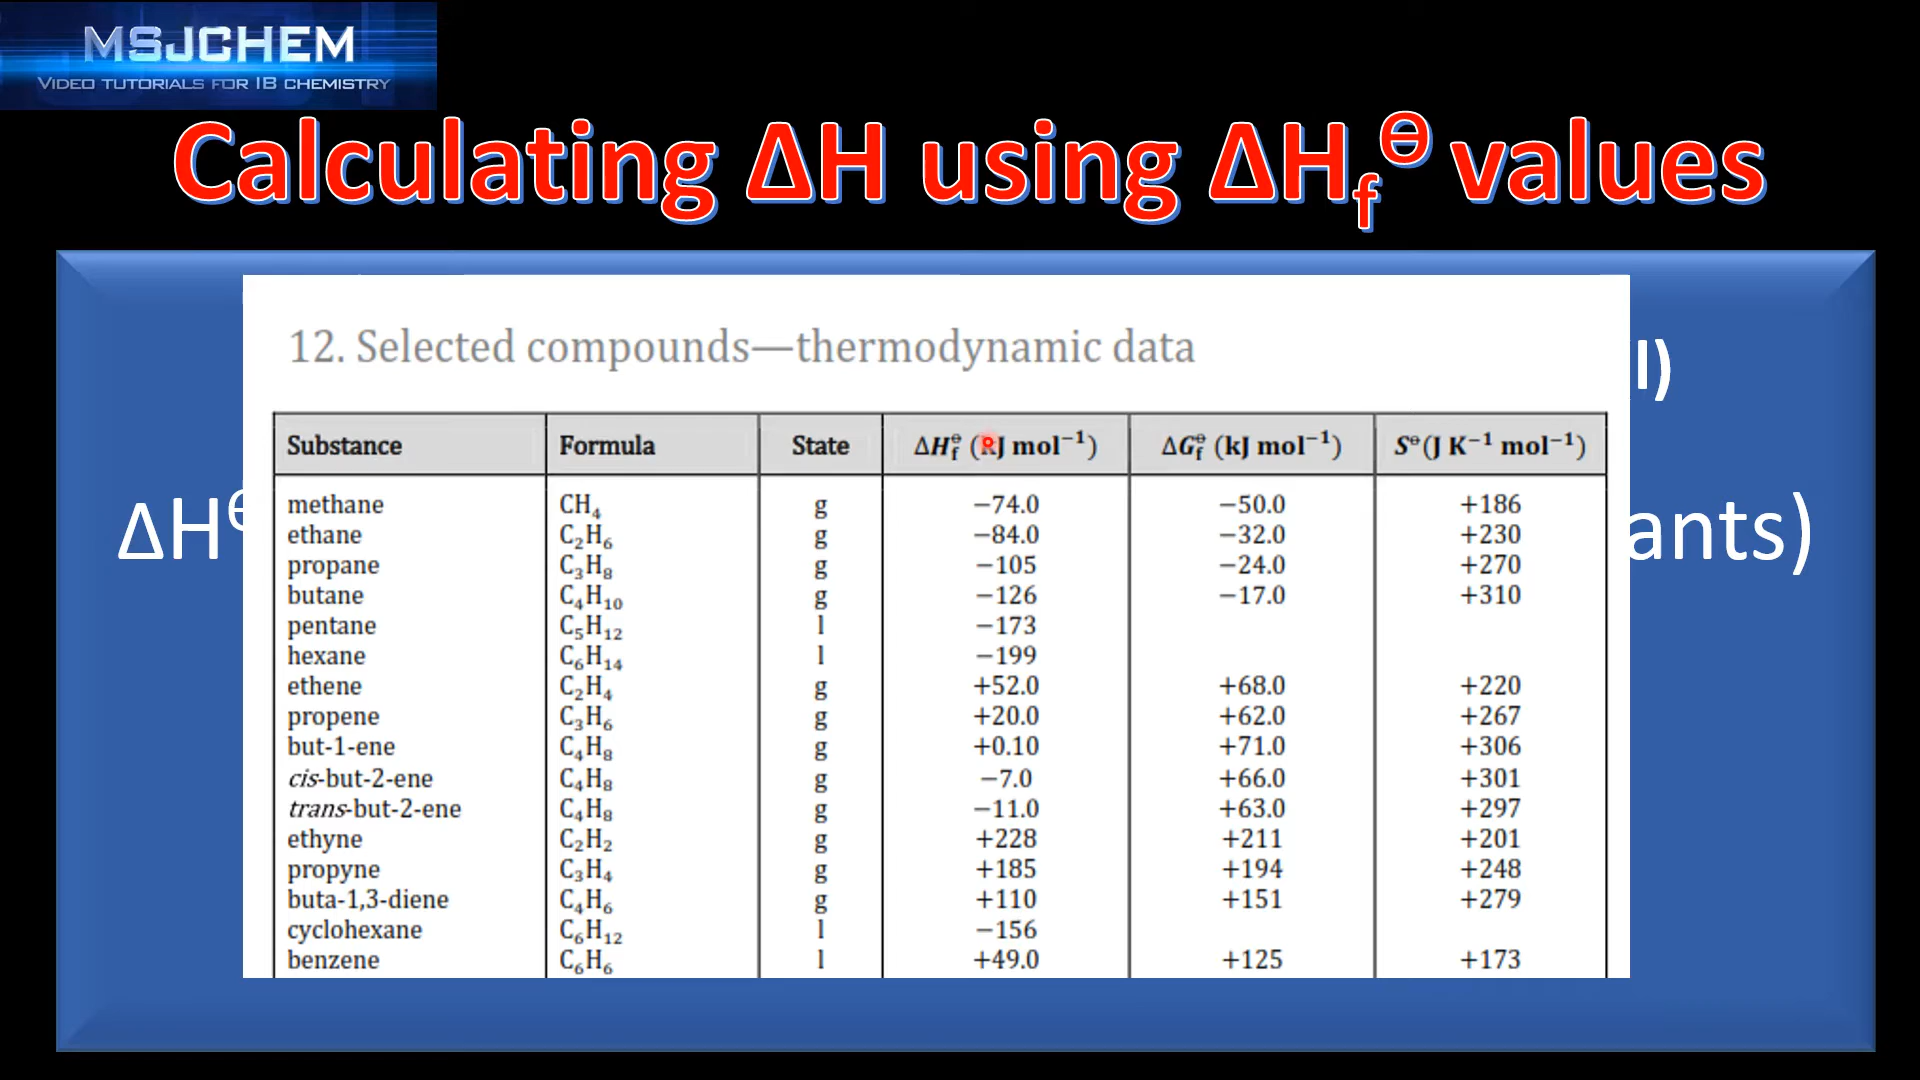 MSJCHEM
VIDEO TUTORIALS FOR IB CHEMISTRY
Calculating ΔH using ΔHfᶱ values
l)
ΔHᶱ ants)
12. Selected compounds—thermodynamic data
Substance Formula State ΔHfᶱ (kJ mol⁻¹) ΔGfᶱ (kJ mol⁻¹) Sᶱ (J K⁻¹ mol⁻¹)
methane CH₄ g −74.0 −50.0 +186
ethane C₂H₆ g −84.0 −32.0 +230
propane C₃H₈ g −105 −24.0 +270
butane C₄H₁₀ g −126 −17.0 +310
pentane C₅H₁₂ l −173
hexane C₆H₁₄ l −199
ethene C₂H₄ g +52.0 +68.0 +220
propene C₃H₆ g +20.0 +62.0 +267
but-1-ene C₄H₈ g +0.10 +71.0 +306
cis-but-2-ene C₄H₈ g −7.0 +66.0 +301
trans-but-2-ene C₄H₈ g −11.0 +63.0 +297
ethyne C₂H₂ g +228 +211 +201
propyne C₃H₄ g +185 +194 +248
buta-1,3-diene C₄H₆ g +110 +151 +279
cyclohexane C₆H₁₂ l −156
benzene C₆H₆ l +49.0 +125 +173